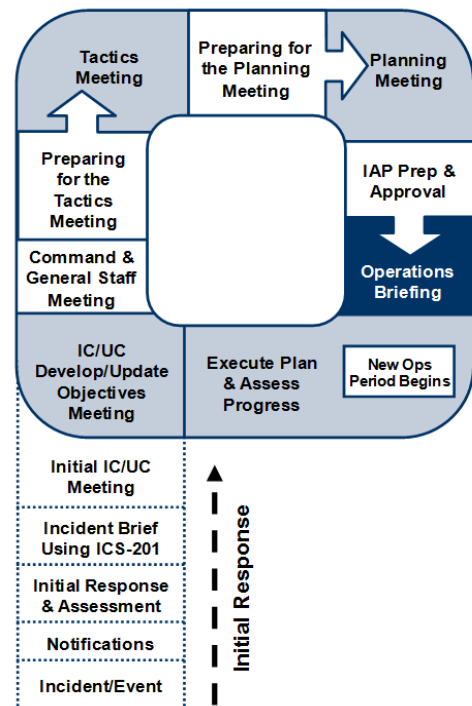 Tactics
Meeting
Preparing for
the Planning
Meeting
Planning
Meeting
Preparing
for the
Tactics
Meeting
IAP Prep &
Approval
Command &
General Staff
Meeting
Operations
Briefing
IC/UC
Develop/Update
Objectives
Meeting
Execute Plan
& Assess
Progress
New Ops
Period Begins
Initial IC/UC
Meeting
Incident Brief
Using ICS-201
Initial Response
& Assessment
Notifications
Incident/Event
Initial Response